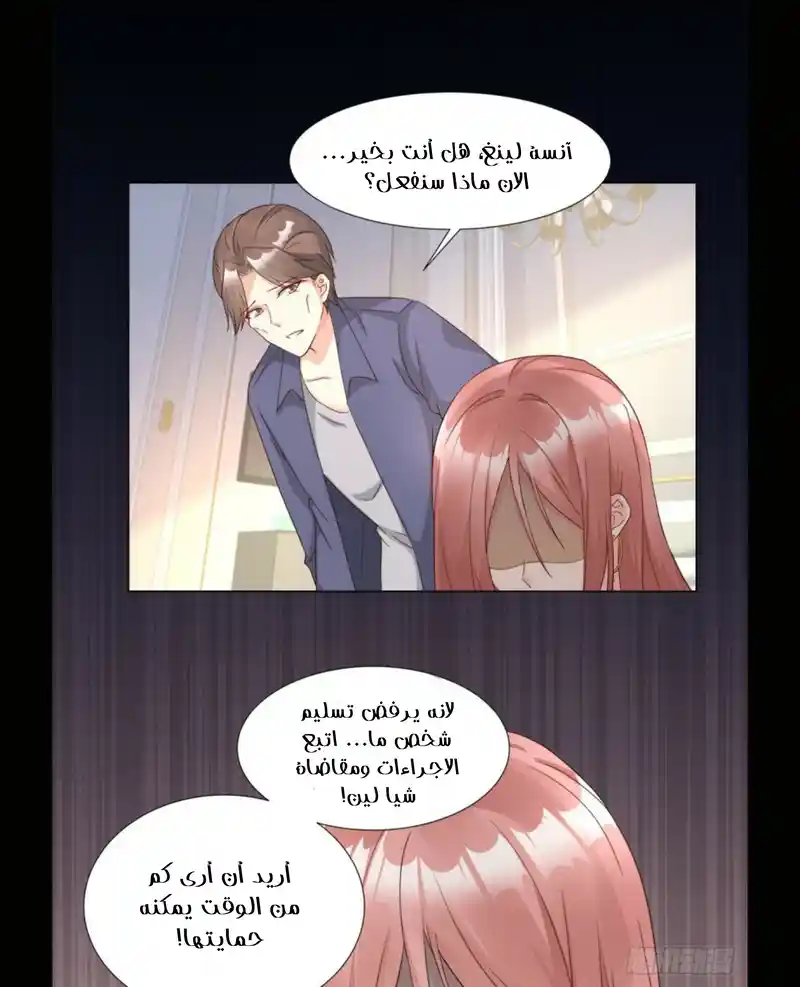 آنسة لينغ، هل أنت بخير...
الان ماذا سنفعل؟
لانه يرفض تسليم
شخص ما... اتبع
الاجراءات ومقاضاة
شيا لين!
أريد أن أرى كم
من الوقت يمكنه
حمايتها!